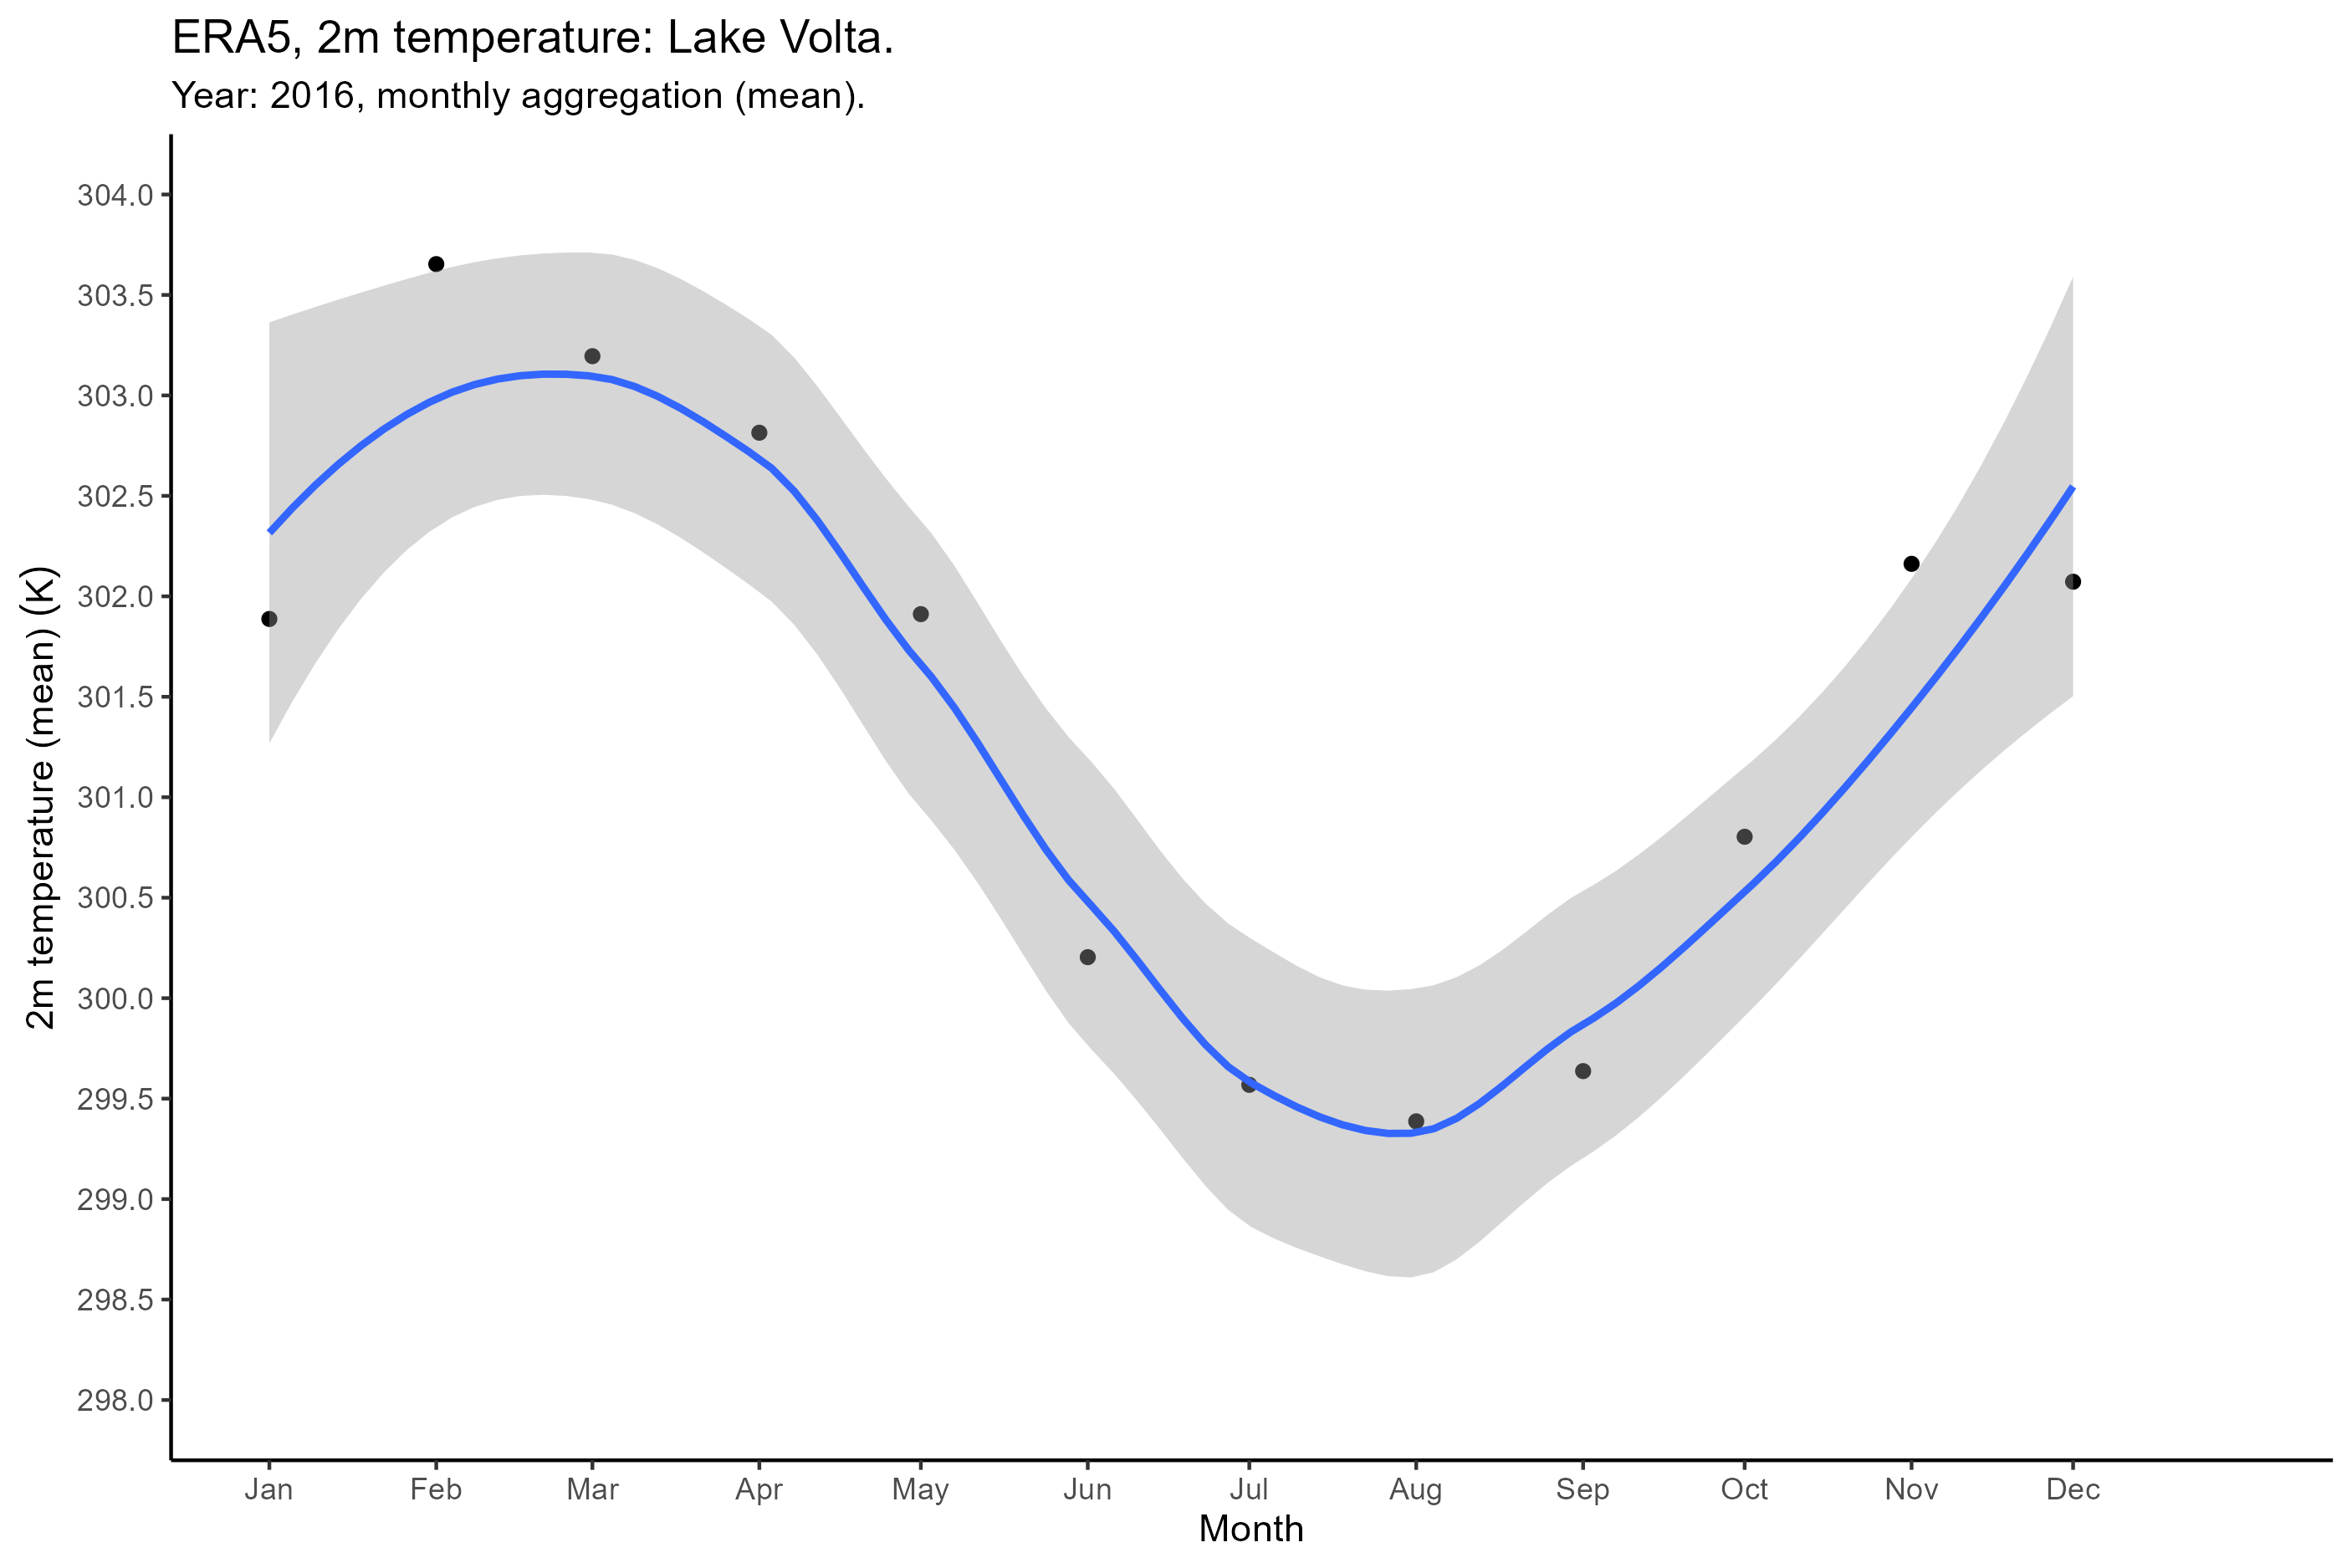 ERA5, 2m temperature: Lake Volta.
Year: 2016, monthly aggregation (mean).
2m temperature (mean) (K)
304.0
303.5
303.0
302.5
302.0
301.5
301.0
300.5
300.0
299.5
299.0
298.5
298.0
Jan Feb Mar Apr May Jun Jul Aug Sep Oct Nov Dec
Month